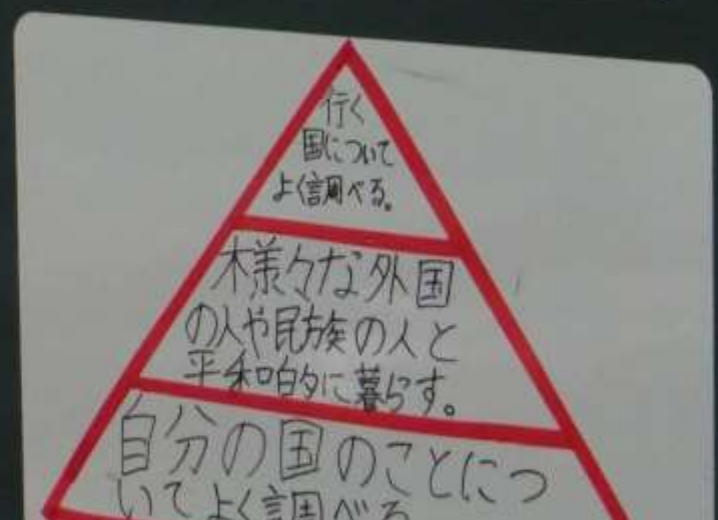 行く
国について
よく調べる。
様々な外国
の人や民族の人と
平和的に暮らす。
自分の国のことにつ
いてよく調べる